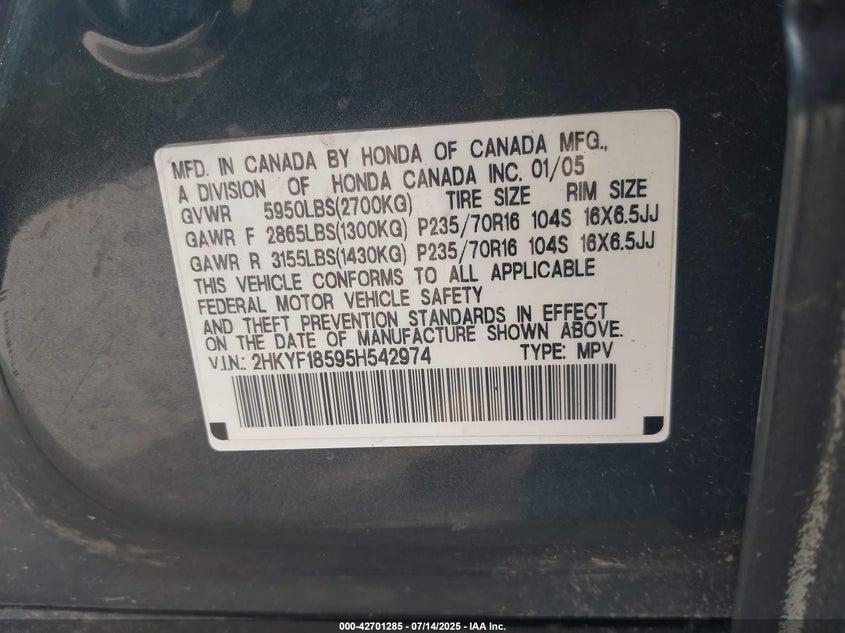 MFD. IN CANADA BY HONDA OF CANADA MFG.,
A DIVISION OF HONDA CANADA INC. 01/05
GVWR 5950LBS(2700KG) TIRE SIZE RIM SIZE
GAWR F 2865LBS(1300KG) P235/70R16 104S 16X6.5JJ
GAWR R 3155LBS(1430KG) P235/70R16 104S 16X6.5JJ
THIS VEHICLE CONFORMS TO ALL APPLICABLE
FEDERAL MOTOR VEHICLE SAFETY
AND THEFT PREVENTION STANDARDS IN EFFECT
ON THE DATE OF MANUFACTURE SHOWN ABOVE.
V.I.N.: 2HKYF18595H542974 TYPE: MPV
000-42701285 - 07/14/2025 - IAA Inc.